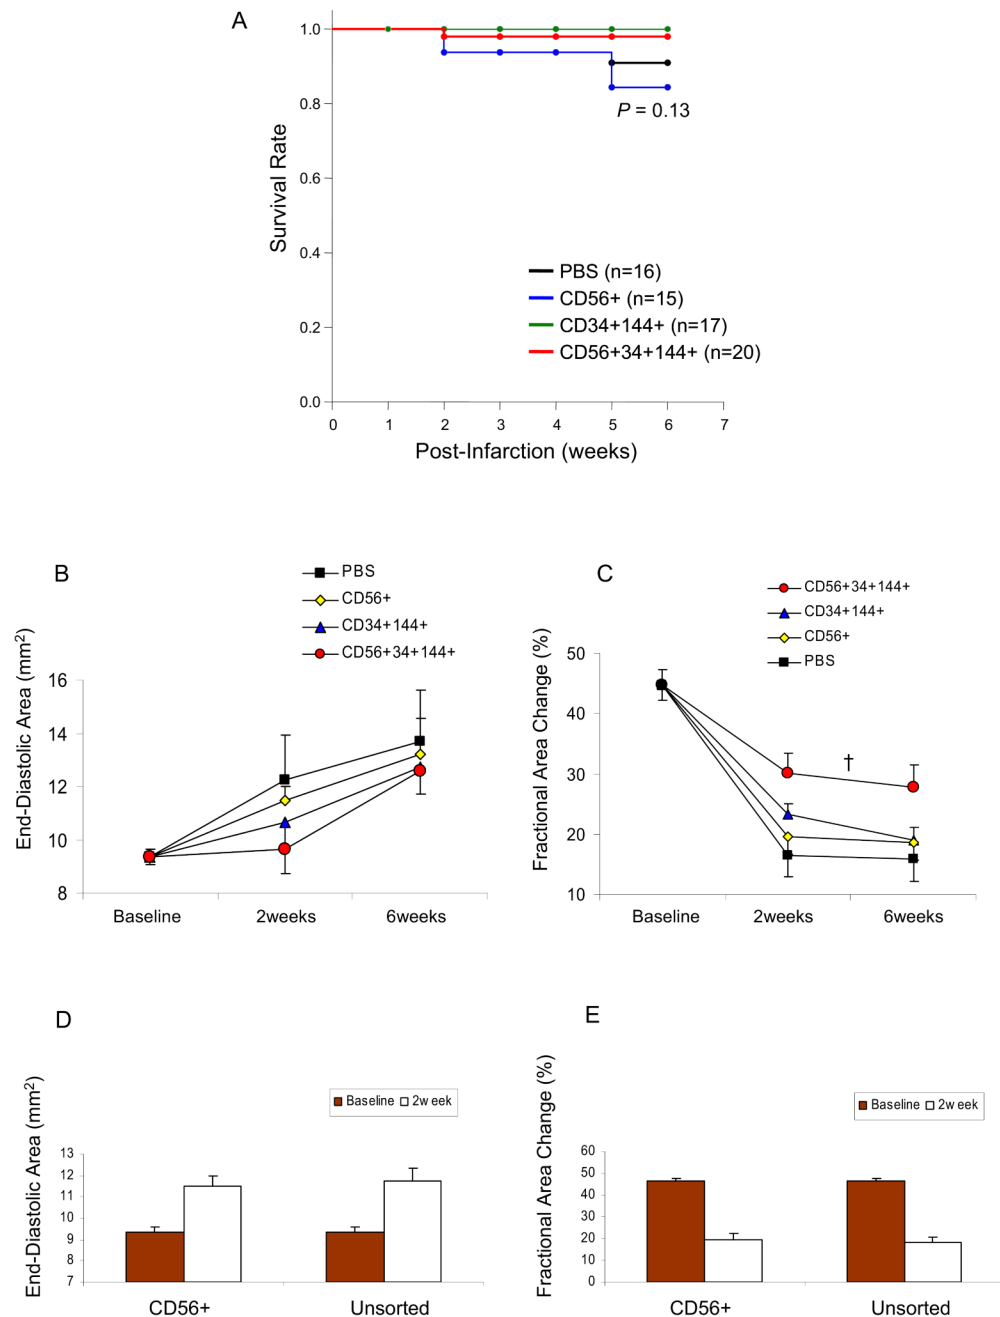 A
Survival Rate
1.0
0.8
0.6
0.4
0.2
0.0
P = 0.13
PBS (n=16)
CD56+ (n=15)
CD34+144+ (n=17)
CD56+34+144+ (n=20)
0 1 2 3 4 5 6 7
Post-Infarction (weeks)
B
PBS
CD56+
CD34+144+
CD56+34+144+
End-Diastolic Area (mm²)
16
14
12
10
8
Baseline 2weeks 6weeks
C
CD56+34+144+
CD34+144+
CD56+
PBS
Fractional Area Change (%)
50
40
30
20
10
†
Baseline 2weeks 6weeks
D
Baseline 2w eek
End-Diastolic Area (mm²)
13
12
11
10
9
8
7
CD56+ Unsorted
E
Baseline 2w eek
Fractional Area Change (%)
60
50
40
30
20
10
0
CD56+ Unsorted